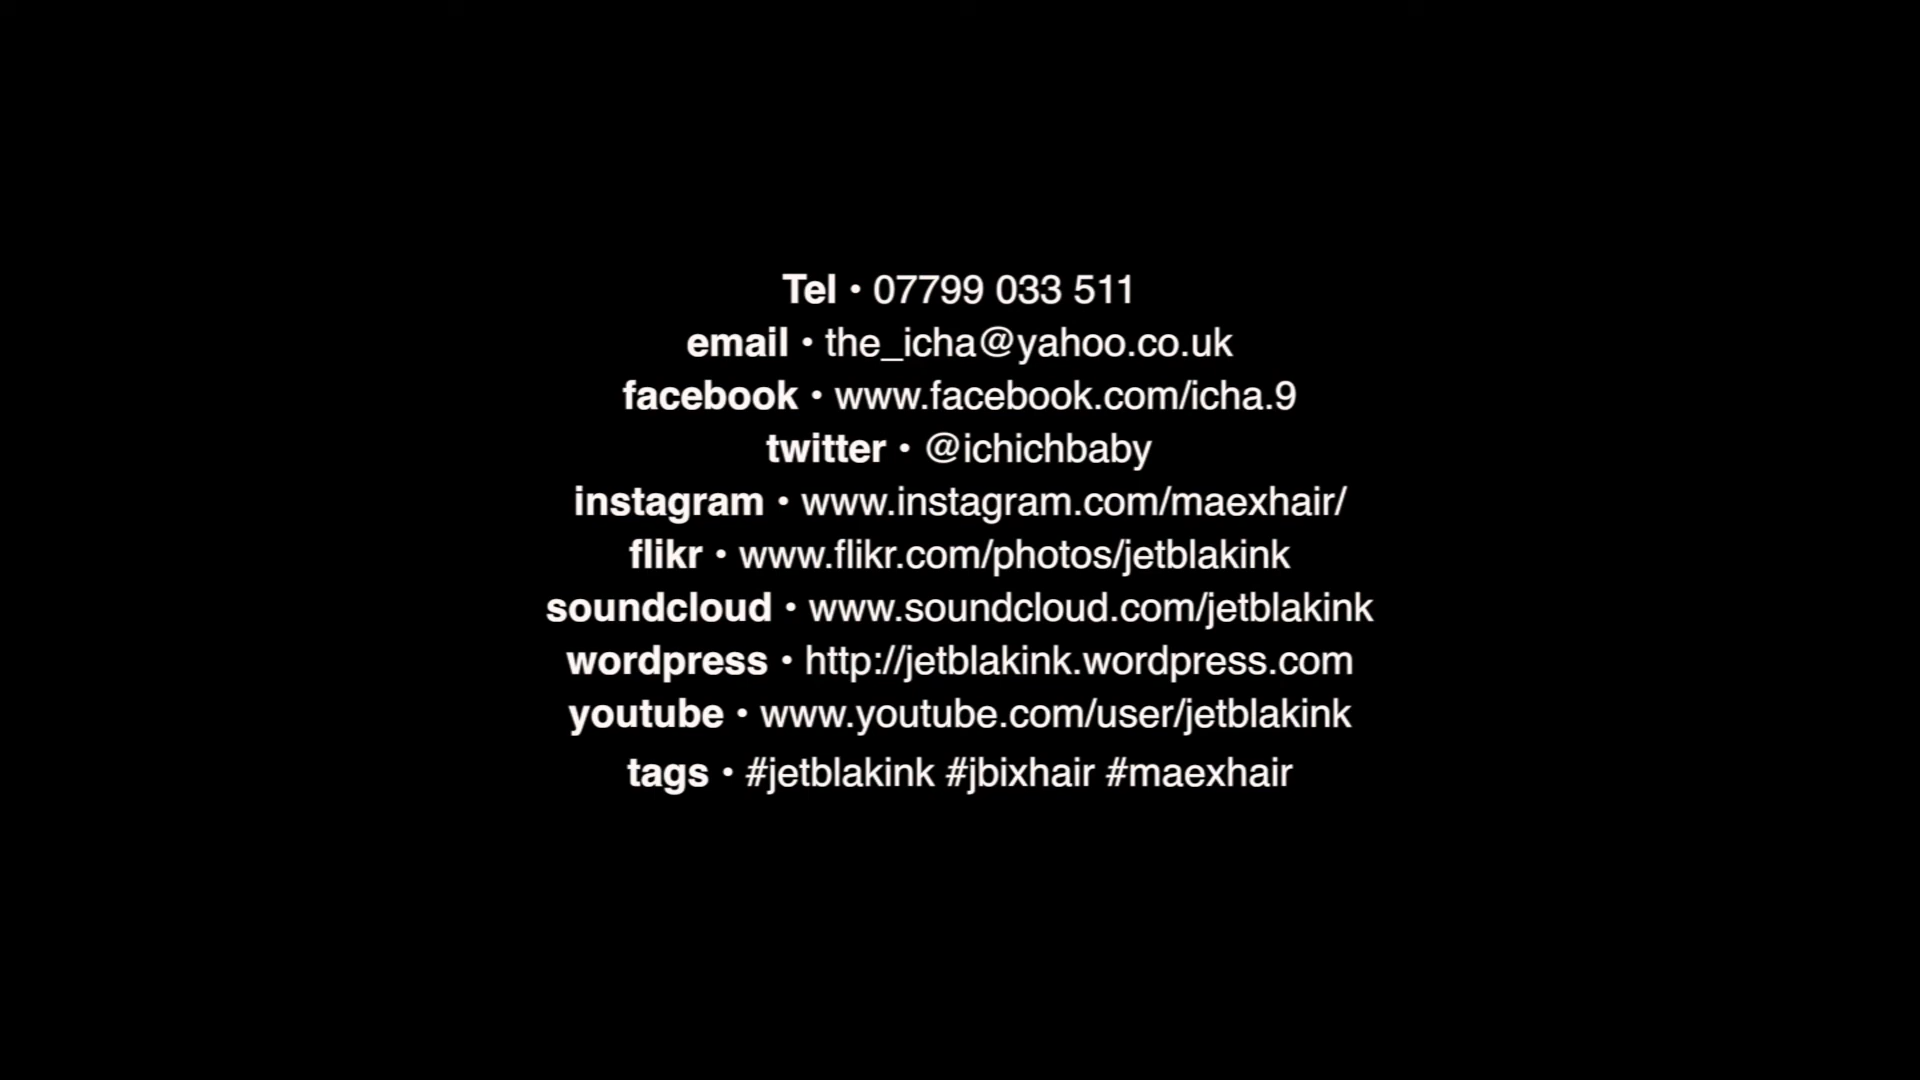 Tel • 07799 033 511
email • the_icha@yahoo.co.uk
facebook • www.facebook.com/icha.9
twitter • @ichichbaby
instagram • www.instagram.com/maexhair/
flikr • www.flikr.com/photos/jetblakink
soundcloud • www.soundcloud.com/jetblakink
wordpress • http://jetblakink.wordpress.com
youtube • www.youtube.com/user/jetblakink
tags • #jetblakink #jbixhair #maexhair